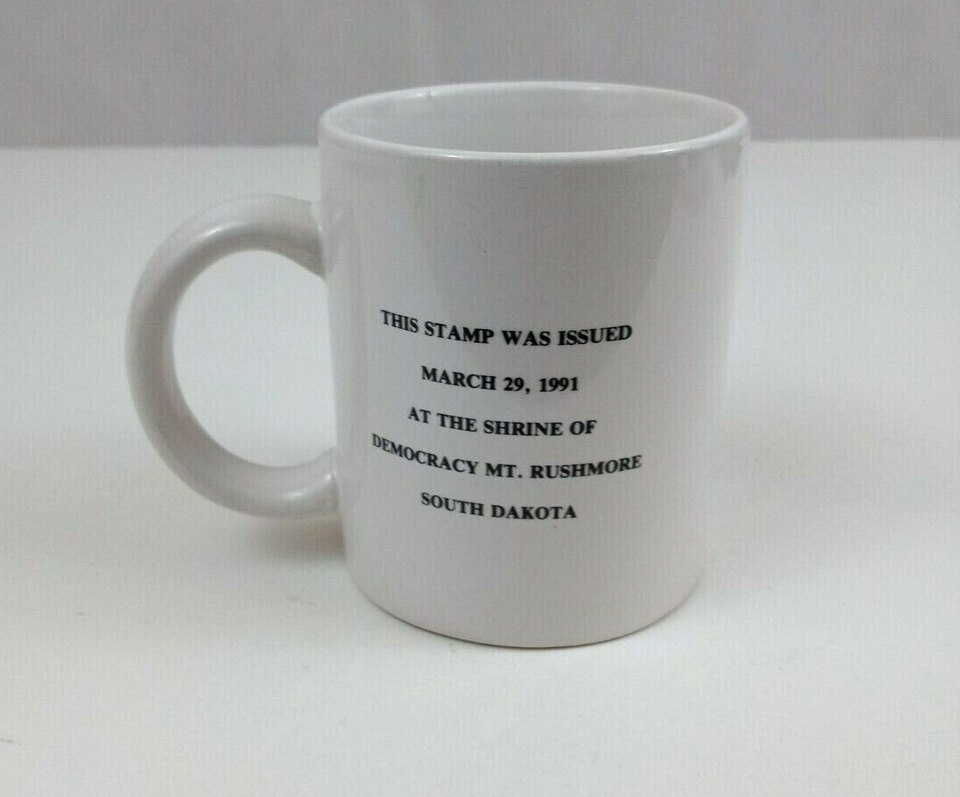 THIS STAMP WAS ISSUED
MARCH 29, 1991
AT THE SHRINE OF
DEMOCRACY MT. RUSHMORE
SOUTH DAKOTA